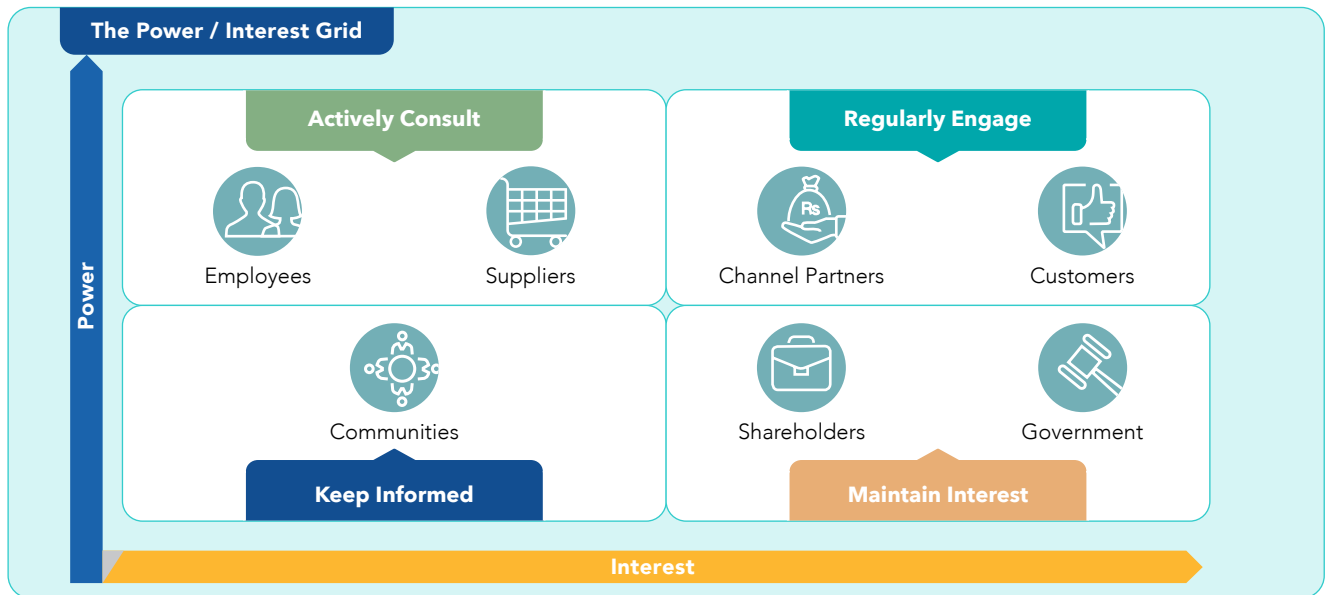 The Power / Interest Grid
Power
Actively Consult
Employees
Suppliers
Regularly Engage
Rs
Channel Partners
Customers
Communities
Keep Informed
Shareholders
Government
Maintain Interest
Interest